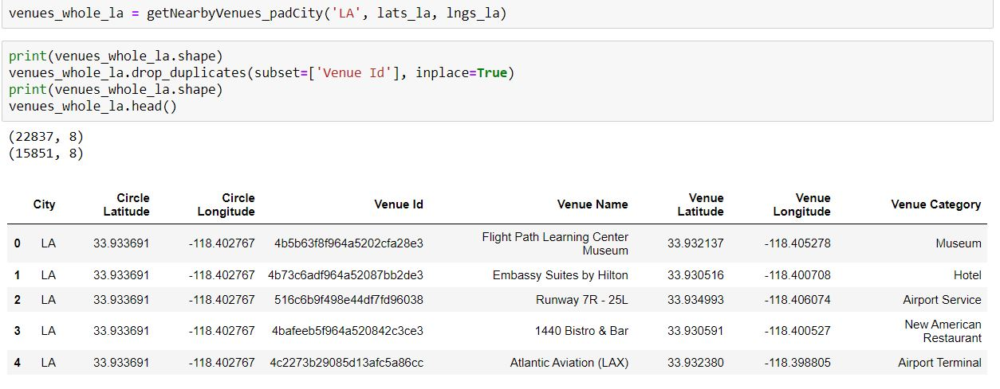 venues_whole_la = getNearbyVenues_padCity('LA', lats_la, lngs_la)
print(venues_whole_la.shape)
venues_whole_la.drop_duplicates(subset=['Venue Id'], inplace=True)
print(venues_whole_la.shape)
venues_whole_la.head()
(22837, 8)
(15851, 8)
City Circle Latitude Circle Longitude Venue Id Venue Name Venue Latitude Venue Longitude Venue Category
0 LA 33.933691 -118.402767 4b5b63f8f964a5202cfa28e3 Flight Path Learning Center Museum 33.932137 -118.405278 Museum
1 LA 33.933691 -118.402767 4b73c6adf964a52087bb2de3 Embassy Suites by Hilton 33.930516 -118.400708 Hotel
2 LA 33.933691 -118.402767 516c6b9f498e44df7fd96038 Runway 7R - 25L 33.934993 -118.406074 Airport Service
3 LA 33.933691 -118.402767 4bafeeb5f964a520842c3ce3 1440 Bistro & Bar 33.930591 -118.400527 New American Restaurant
4 LA 33.933691 -118.402767 4c2273b29085d13afc5a86cc Atlantic Aviation (LAX) 33.932380 -118.398805 Airport Terminal